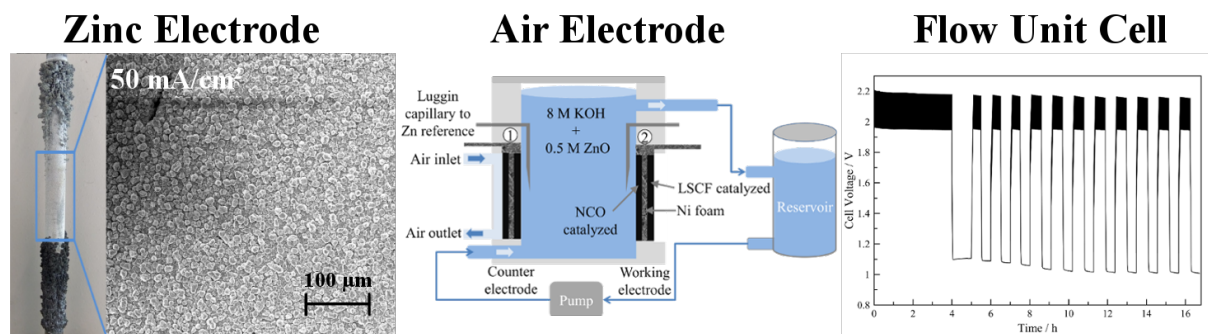 Zinc Electrode
Air Electrode
Flow Unit Cell
50 mA/cm²
100 μm
Luggin
capillary to
Zn reference
Air inlet
Air outlet
①
②
8 M KOH
+
0.5 M ZnO
LSCF catalyzed
Ni foam
NCO
catalyzed
Counter
electrode
Working
electrode
Pump
Reservoir
Cell Voltage / V
2.2
2
1.8
1.6
1.4
1.2
1
0.8
0
2
4
6
8
10
12
14
16
Time / h